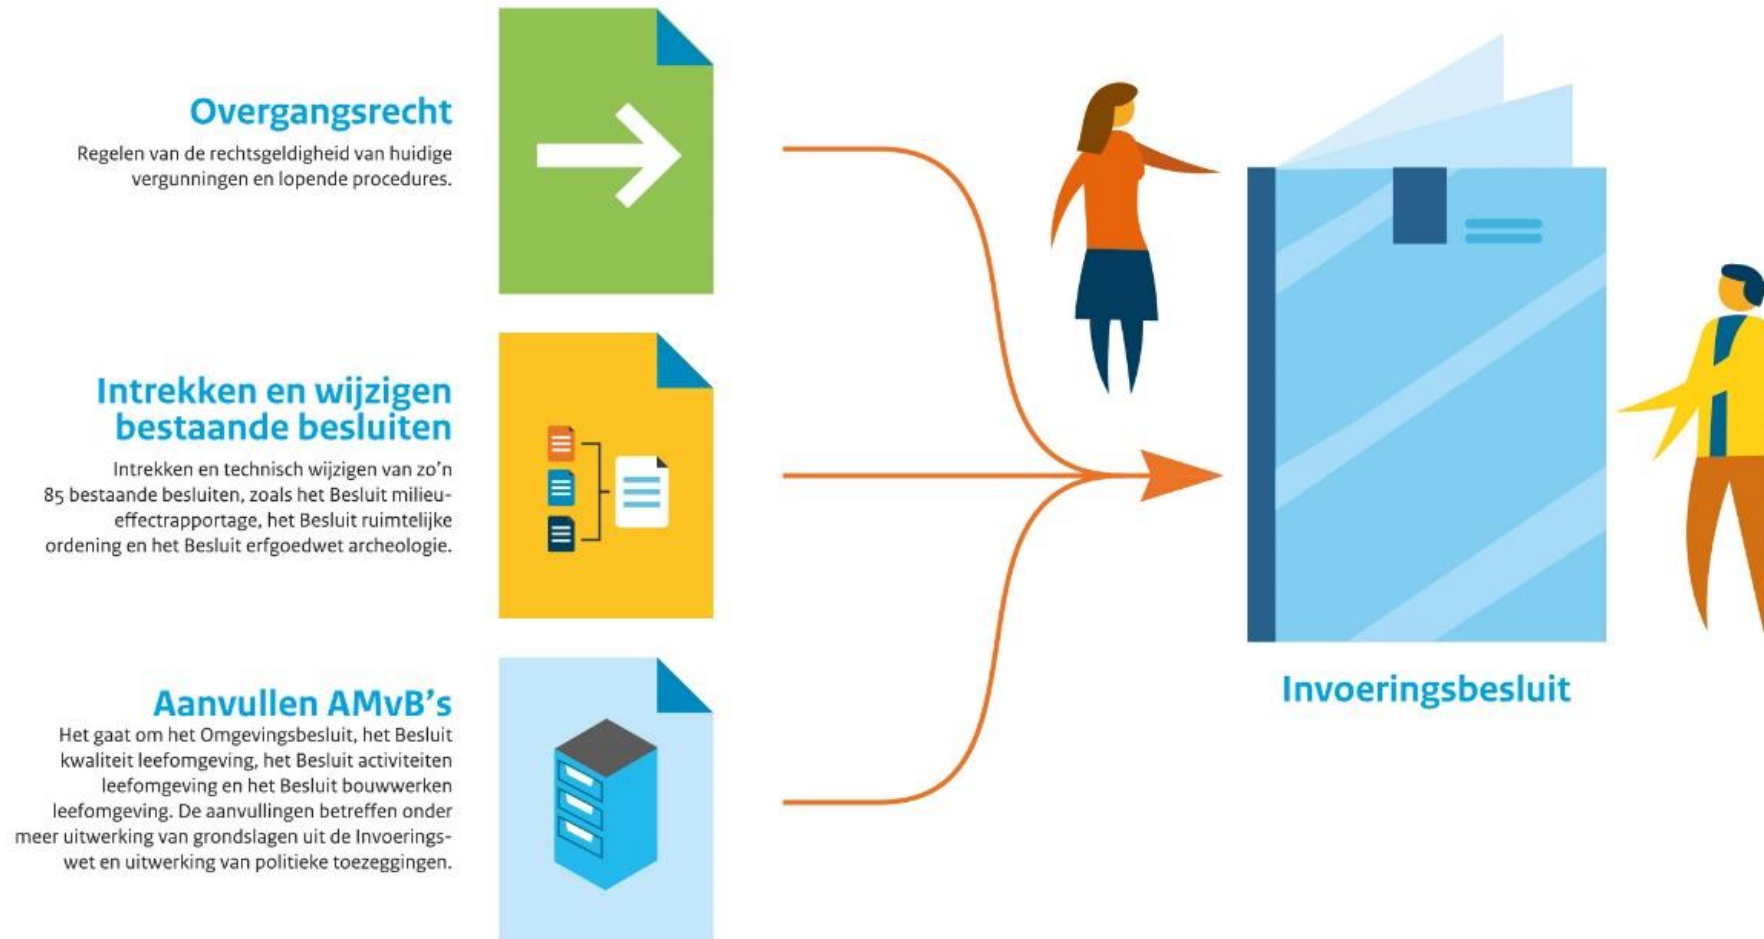 Overgangsrecht
Regelen van de rechtsgeldigheid van huidige
vergunningen en lopende procedures.
Intrekken en wijzigen
bestaande besluiten
Intrekken en technisch wijzigen van zo'n
85 bestaande besluiten, zoals het Besluit milieu-
effectrapportage, het Besluit ruimtelijke
ordening en het Besluit erfgoedwet archeologie.
Aanvullen AMvB's
Het gaat om het Omgevingsbesluit, het Besluit
kwaliteit leefomgeving, het Besluit activiteiten
leefomgeving en het Besluit bouwwerken
leefomgeving. De aanvullingen betreffen onder
meer uitwerking van grondslagen uit de Invoerings-
wet en uitwerking van politieke toezeggingen.
Invoeringsbesluit